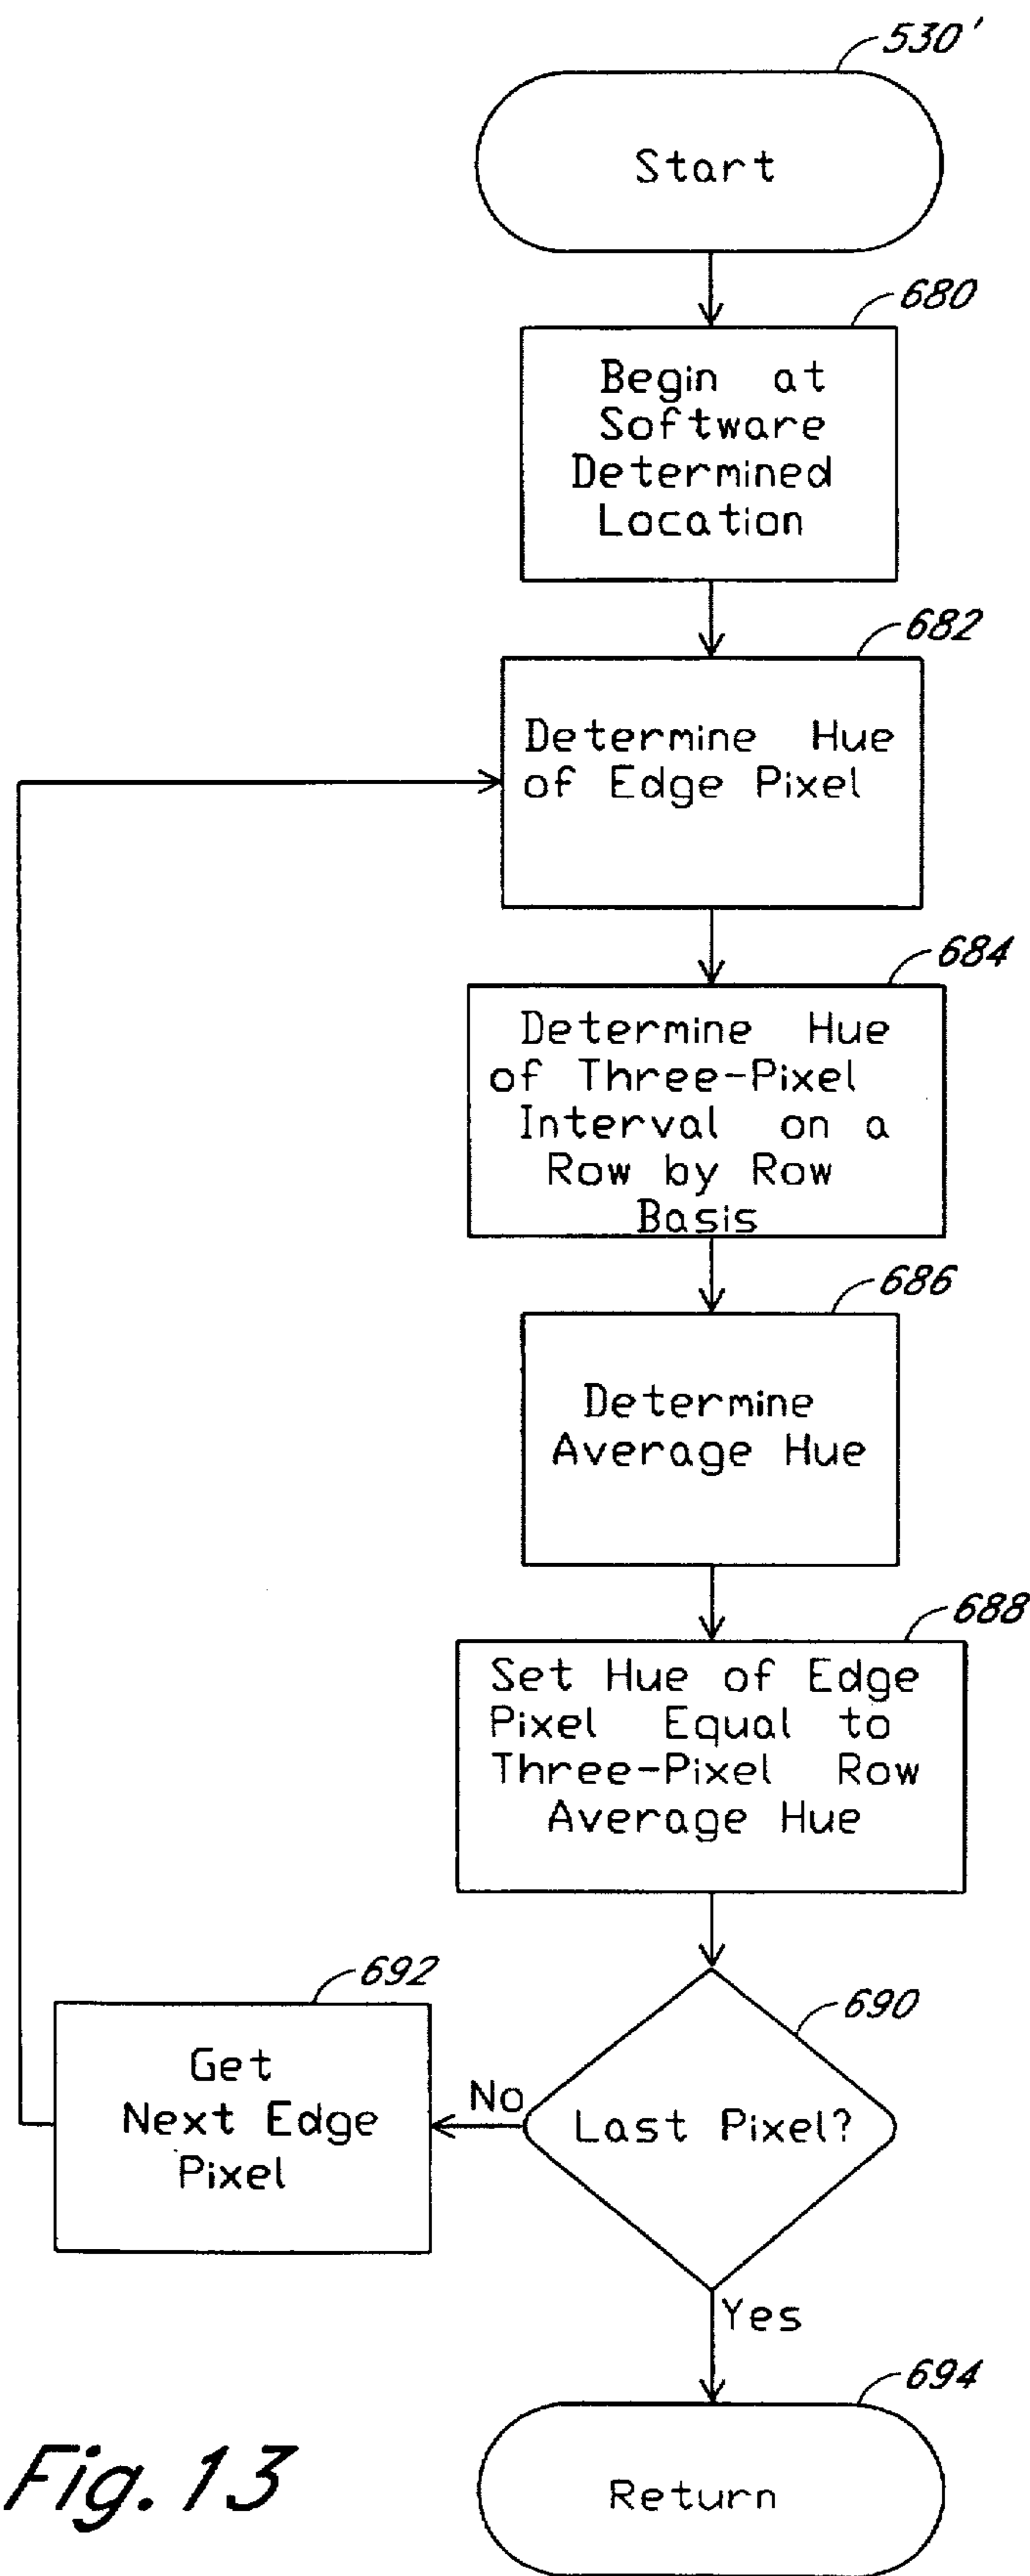 530'
Start
680
Begin at
Software
Determined
Location
682
Determine Hue
of Edge Pixel
684
Determine Hue
of Three-Pixel
Interval on a
Row by Row
Basis
686
Determine
Average Hue
688
Set Hue of Edge
Pixel Equal to
Three-Pixel Row
Average Hue
690
Last Pixel?
No
692
Get
Next Edge
Pixel
Yes
694
Return
Fig. 13